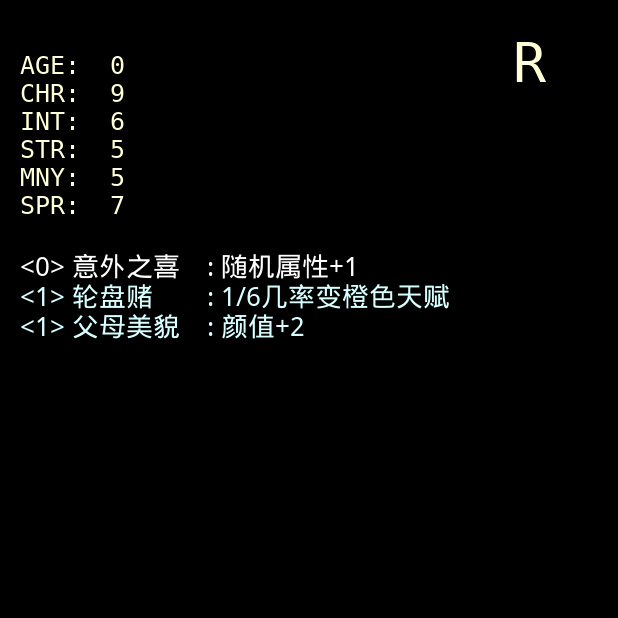 R
AGE: 0
CHR: 9
INT: 6
STR: 5
MNY: 5
SPR: 7
<0> 意外之喜 :随机属性+1
<1> 轮盘赌 :1/6几率变橙色天赋
<1> 父母美貌 :颜值+2